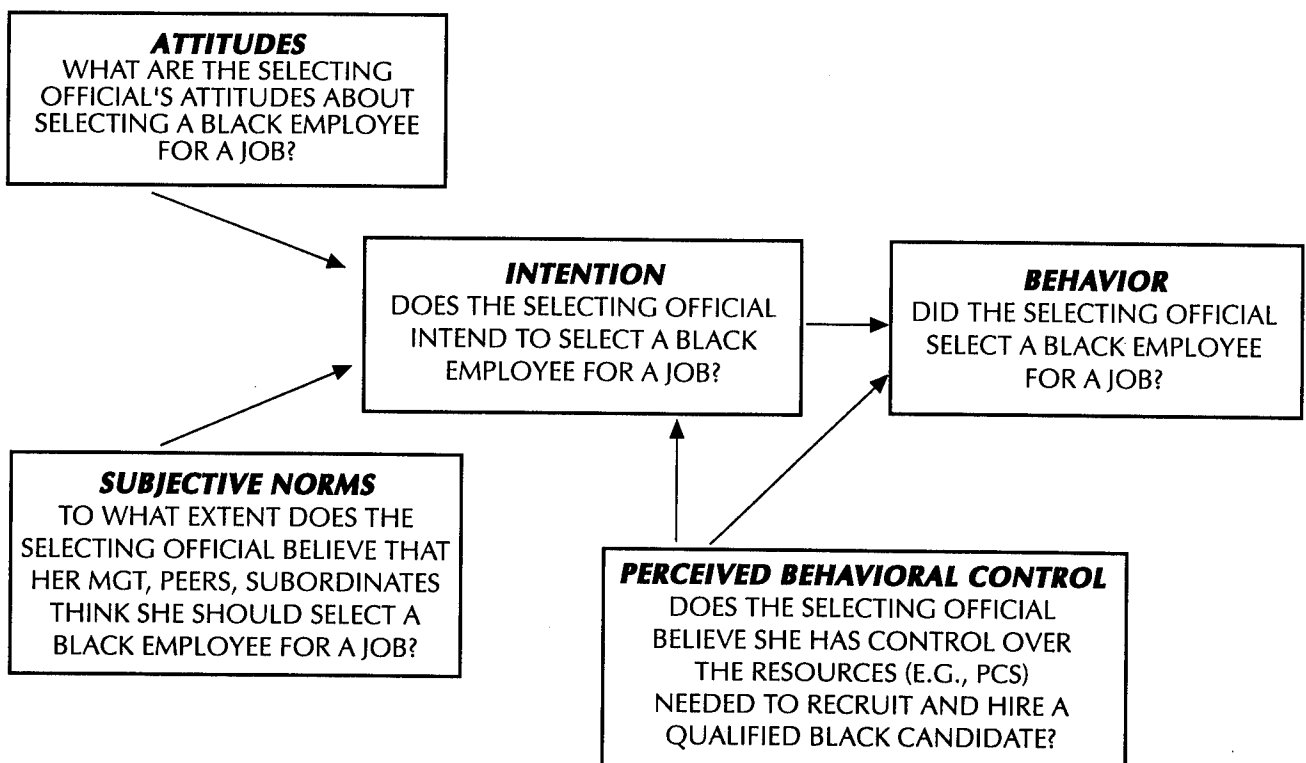 ATTITUDES
WHAT ARE THE SELECTING
OFFICIAL'S ATTITUDES ABOUT
SELECTING A BLACK EMPLOYEE
FOR A JOB?
INTENTION
DOES THE SELECTING OFFICIAL
INTEND TO SELECT A BLACK
EMPLOYEE FOR A JOB?
BEHAVIOR
DID THE SELECTING OFFICIAL
SELECT A BLACK EMPLOYEE
FOR A JOB?
SUBJECTIVE NORMS
TO WHAT EXTENT DOES THE
SELECTING OFFICIAL BELIEVE THAT
HER MGT, PEERS, SUBORDINATES
THINK SHE SHOULD SELECT A
BLACK EMPLOYEE FOR A JOB?
PERCEIVED BEHAVIORAL CONTROL
DOES THE SELECTING OFFICIAL
BELIEVE SHE HAS CONTROL OVER
THE RESOURCES (E.G., PCS)
NEEDED TO RECRUIT AND HIRE A
QUALIFIED BLACK CANDIDATE?